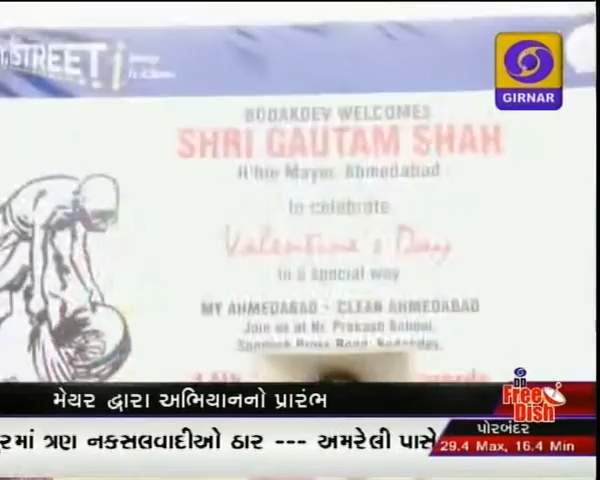 STREET i
GIRNAR
BODAKDEV WELCOMES
SHRI GAUTAM SHAH
H'ble Mayor, Ahmedabad
to celebrate
Valentine's Day
in a special way
MY AHMEDABAD - CLEAN AHMEDABAD
Join us at Nr. Prakash School,
Road, Bodakdev.
મેયર દ્વારા અભિયાનનો પ્રારંભ
DD Free Dish
પોરબંદર
રમાં ત્રણ નકસલવાદીઓ ઠાર --- અમરેલી પાસે
29.4 Max, 16.4 Min